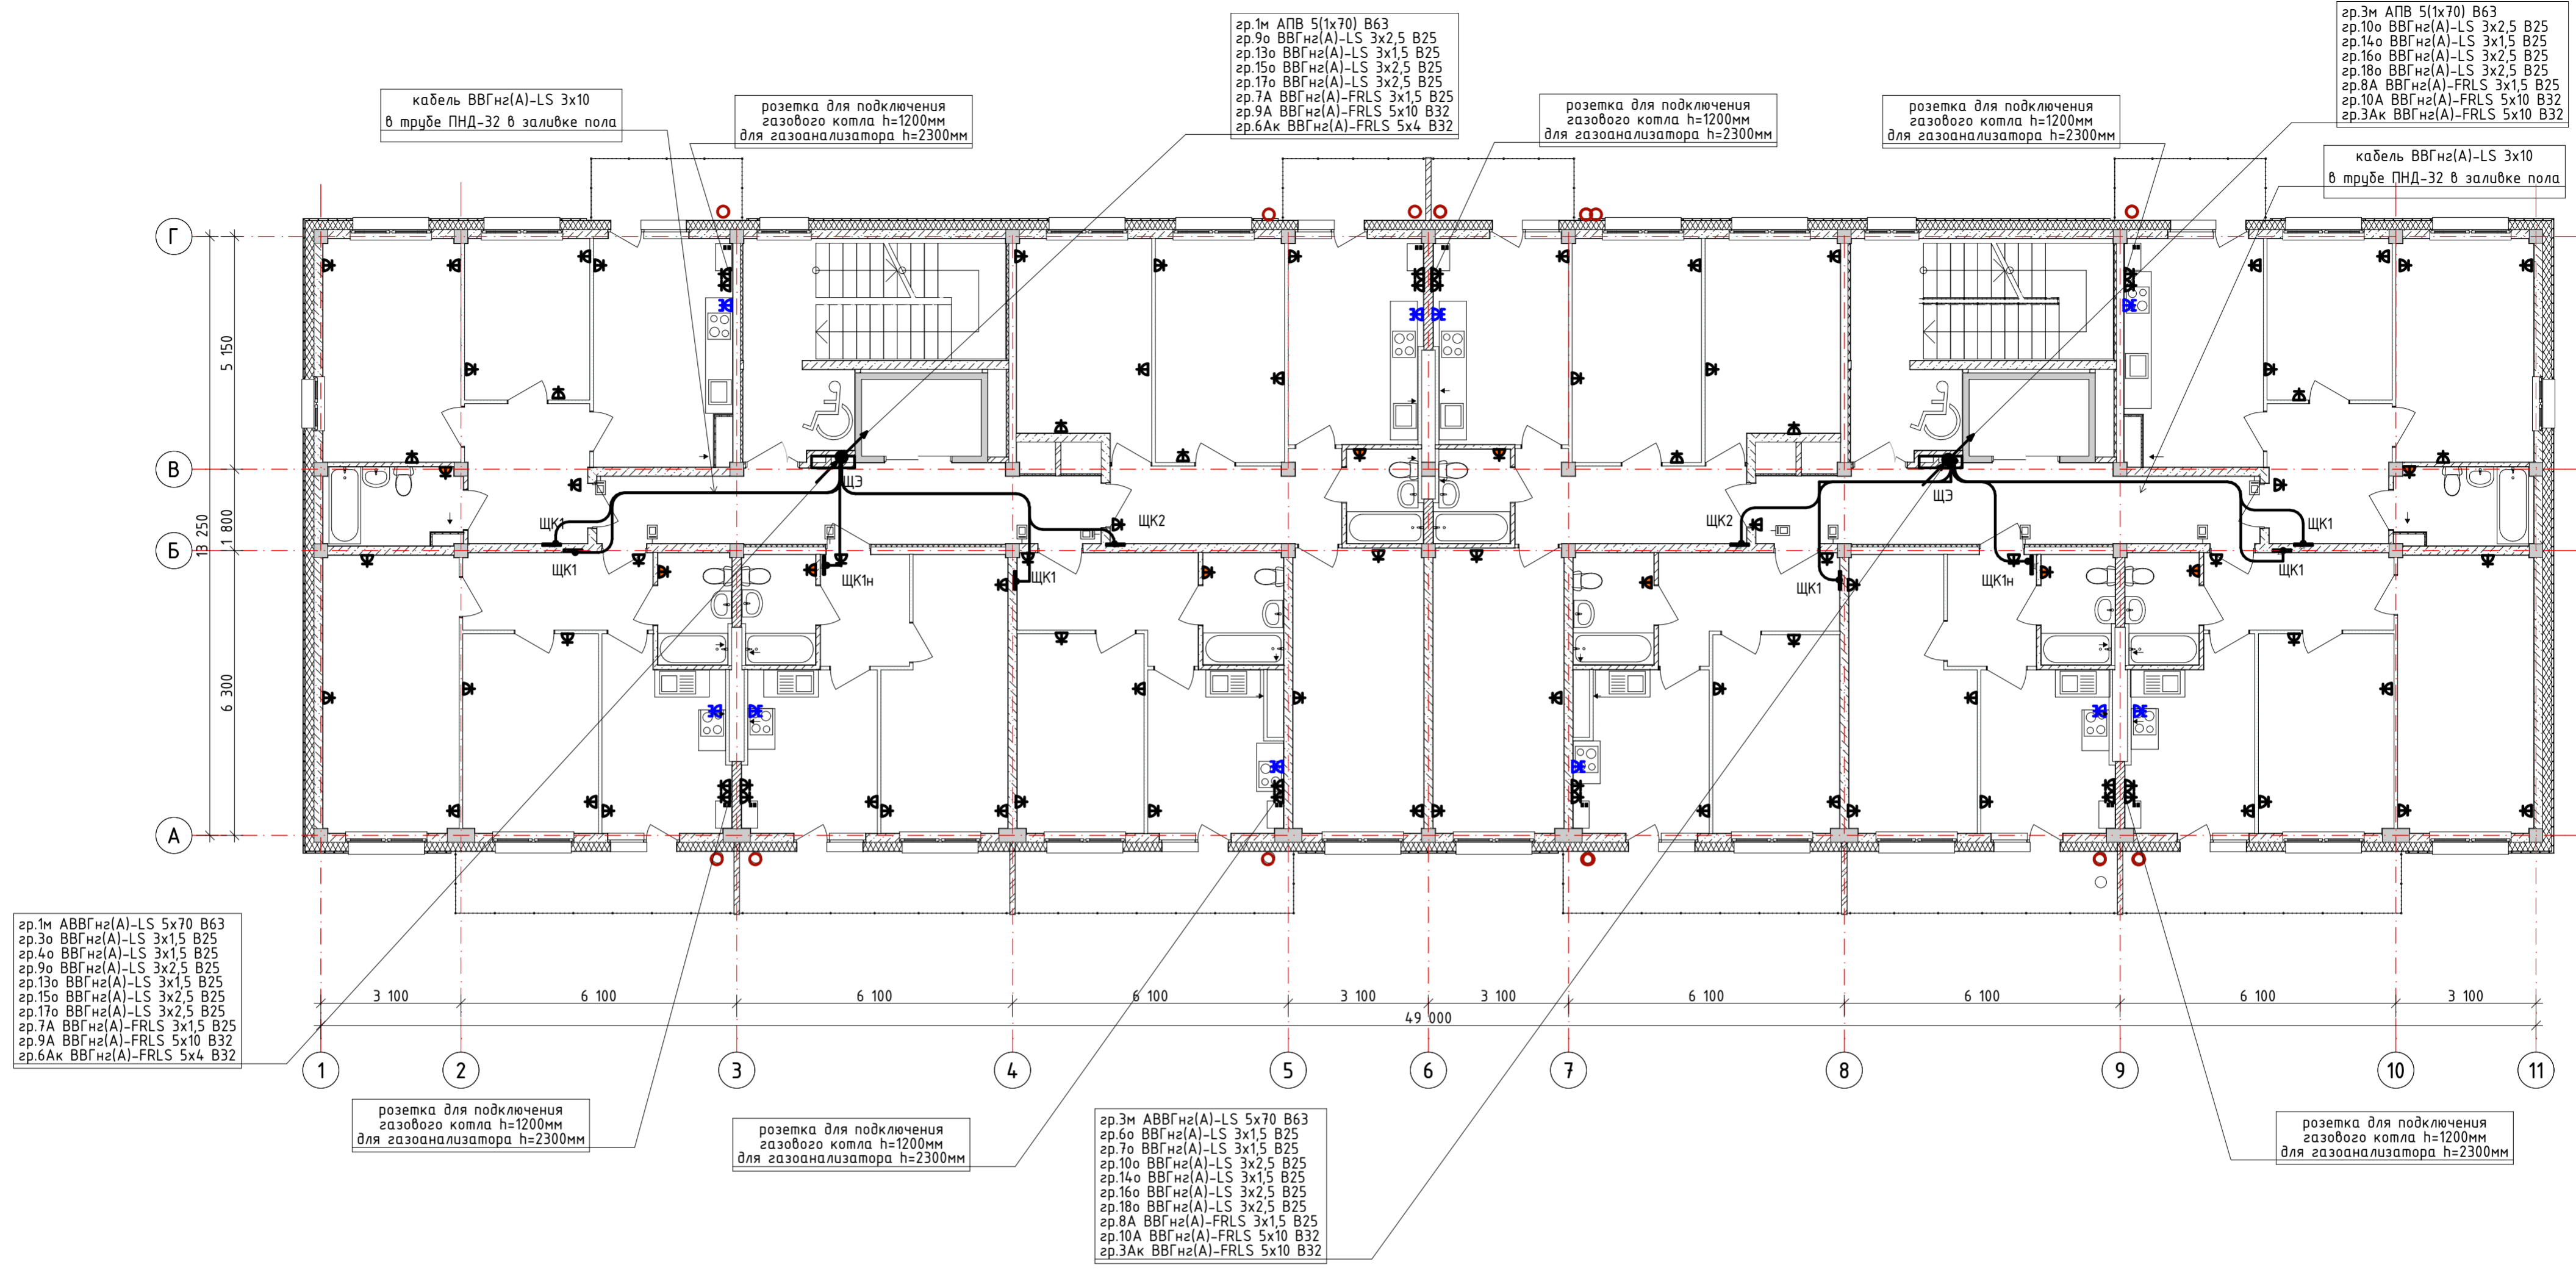 гр.1м АПВ 5(1х70) В63
гр.9о ВВГнг(А)-LS 3х2,5 В25
гр.13о ВВГнг(А)-LS 3х1,5 В25
гр.15о ВВГнг(А)-LS 3х2,5 В25
гр.17о ВВГнг(А)-LS 3х2,5 В25
гр.7А ВВГнг(А)-FRLS 3х1,5 В25
гр.9А ВВГнг(А)-FRLS 5х10 В32
гр.6Ак ВВГнг(А)-FRLS 5х4 В32
гр.3м АПВ 5(1х70) В63
гр.10о ВВГнг(А)-LS 3х2,5 В25
гр.14о ВВГнг(А)-LS 3х1,5 В25
гр.16о ВВГнг(А)-LS 3х2,5 В25
гр.18о ВВГнг(А)-LS 3х2,5 В25
гр.8А ВВГнг(А)-FRLS 3х1,5 В25
гр.10А ВВГнг(А)-FRLS 5х10 В32
гр.3Ак ВВГнг(А)-FRLS 5х10 В32
кабель ВВГнг(А)-LS 3х10
в трубе ПНД-32 в заливке пола
розетка для подключения
газового котла h=1200мм
для газоанализатора h=2300мм
розетка для подключения
газового котла h=1200мм
для газоанализатора h=2300мм
розетка для подключения
газового котла h=1200мм
для газоанализатора h=2300мм
кабель ВВГнг(А)-LS 3х10
в трубе ПНД-32 в заливке пола
Г
В
Б
А
5 150
1 800
6 300
13 250
ЩЭ
ЩК1
ЩК1
ЩК1н
ЩК1
ЩК2
ЩК2
ЩК1
ЩЭ
ЩК1н
ЩК1
ЩК1
гр.1м АВВГнг(А)-LS 5х70 В63
гр.3о ВВГнг(А)-LS 3х1,5 В25
гр.4о ВВГнг(А)-LS 3х1,5 В25
гр.9о ВВГнг(А)-LS 3х2,5 В25
гр.13о ВВГнг(А)-LS 3х1,5 В25
гр.15о ВВГнг(А)-LS 3х2,5 В25
гр.17о ВВГнг(А)-LS 3х2,5 В25
гр.7А ВВГнг(А)-FRLS 3х1,5 В25
гр.9А ВВГнг(А)-FRLS 5х10 В32
гр.6Ак ВВГнг(А)-FRLS 5х4 В32
3 100 6 100 6 100 6 100 3 100 3 100 6 100 6 100 6 100 3 100
49 000
1 2 3 4 5 6 7 8 9 10 11
розетка для подключения
газового котла h=1200мм
для газоанализатора h=2300мм
розетка для подключения
газового котла h=1200мм
для газоанализатора h=2300мм
гр.3м АВВГнг(А)-LS 5х70 В63
гр.6о ВВГнг(А)-LS 3х1,5 В25
гр.7о ВВГнг(А)-LS 3х1,5 В25
гр.10о ВВГнг(А)-LS 3х2,5 В25
гр.14о ВВГнг(А)-LS 3х1,5 В25
гр.16о ВВГнг(А)-LS 3х2,5 В25
гр.18о ВВГнг(А)-LS 3х2,5 В25
гр.8А ВВГнг(А)-FRLS 3х1,5 В25
гр.10А ВВГнг(А)-FRLS 5х10 В32
гр.3Ак ВВГнг(А)-FRLS 5х10 В32
розетка для подключения
газового котла h=1200мм
для газоанализатора h=2300мм